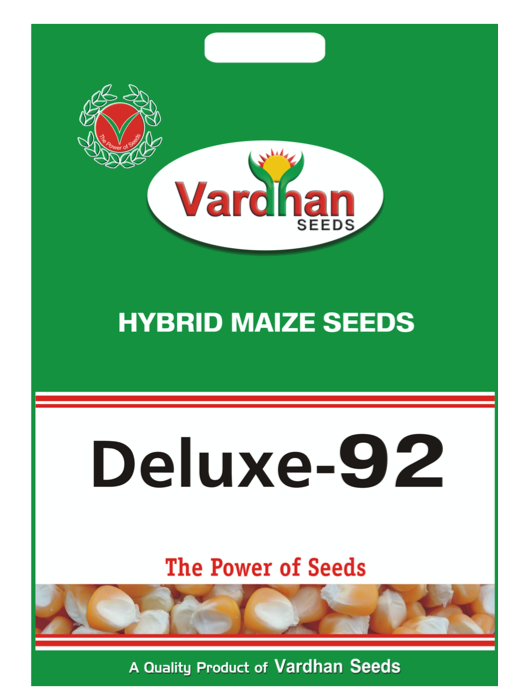 The Power of Seeds
Vardhan
SEEDS
HYBRID MAIZE SEEDS
Deluxe-92
The Power of Seeds
A Quality Product of Vardhan Seeds